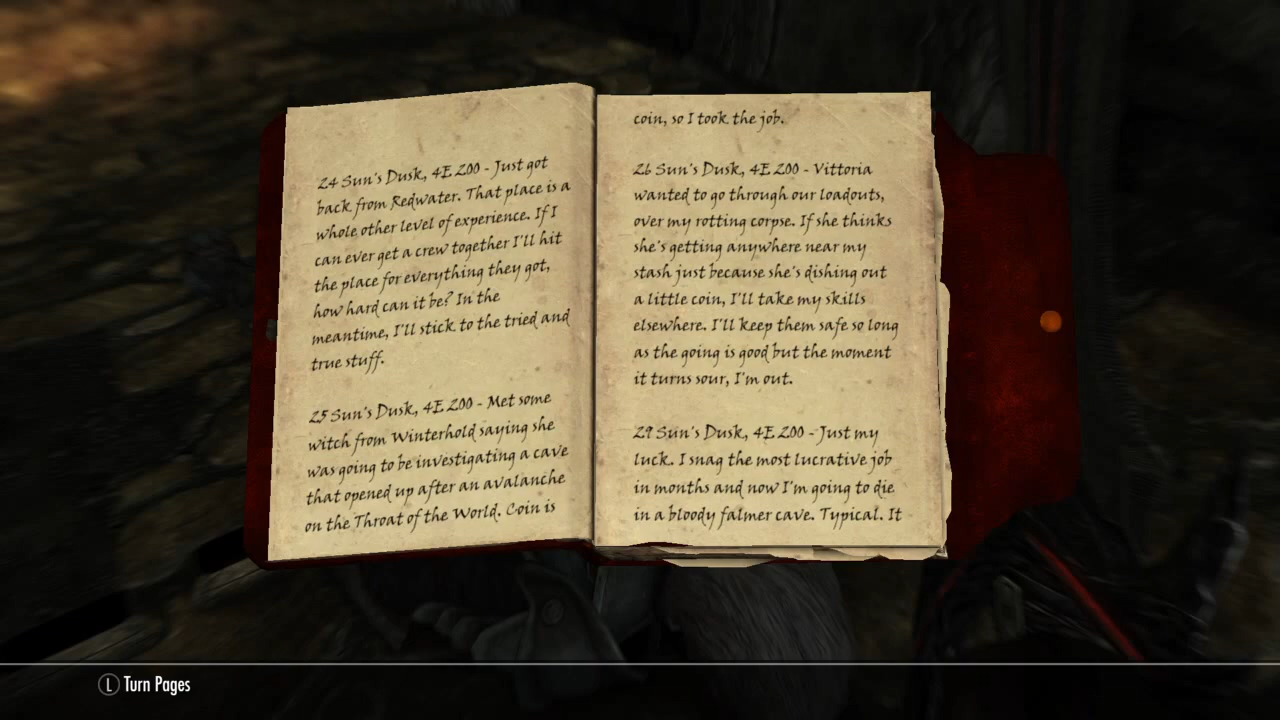 24 Sun's Dusk, 4E 200 - Just got
back from Redwater. That place is a
whole other level of experience. If I
can ever get a crew together I'll hit
the place for everything they got,
how hard can it be? In the
meantime, I'll stick to the tried and
true stuff.
25 Sun's Dusk, 4E 200 - Met some
witch from Winterhold saying she
was going to be investigating a cave
that opened up after an avalanche
on the Throat of the World. Coin is
coin, so I took the job.
26 Sun's Dusk, 4E 200 - Vittoria
wanted to go through our loadouts,
over my rotting corpse. If she thinks
she's getting anywhere near my
stash just because she's dishing out
a little coin, I'll take my skills
elsewhere. I'll keep them safe so long
as the going is good but the moment
it turns sour, I'm out.
29 Sun's Dusk, 4E 200 - Just my
luck. I snag the most lucrative job
in months and now I'm going to die
in a bloody falmer cave. Typical. It
L Turn Pages